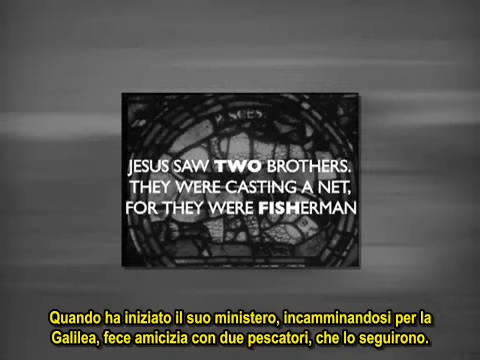 PISCES
JESUS SAW TWO BROTHERS.
THEY WERE CASTING A NET,
FOR THEY WERE FISHERMAN
Quando ha iniziato il suo ministero, incamminandosi per la
Galilea, fece amicizia con due pescatori, che lo seguirono.